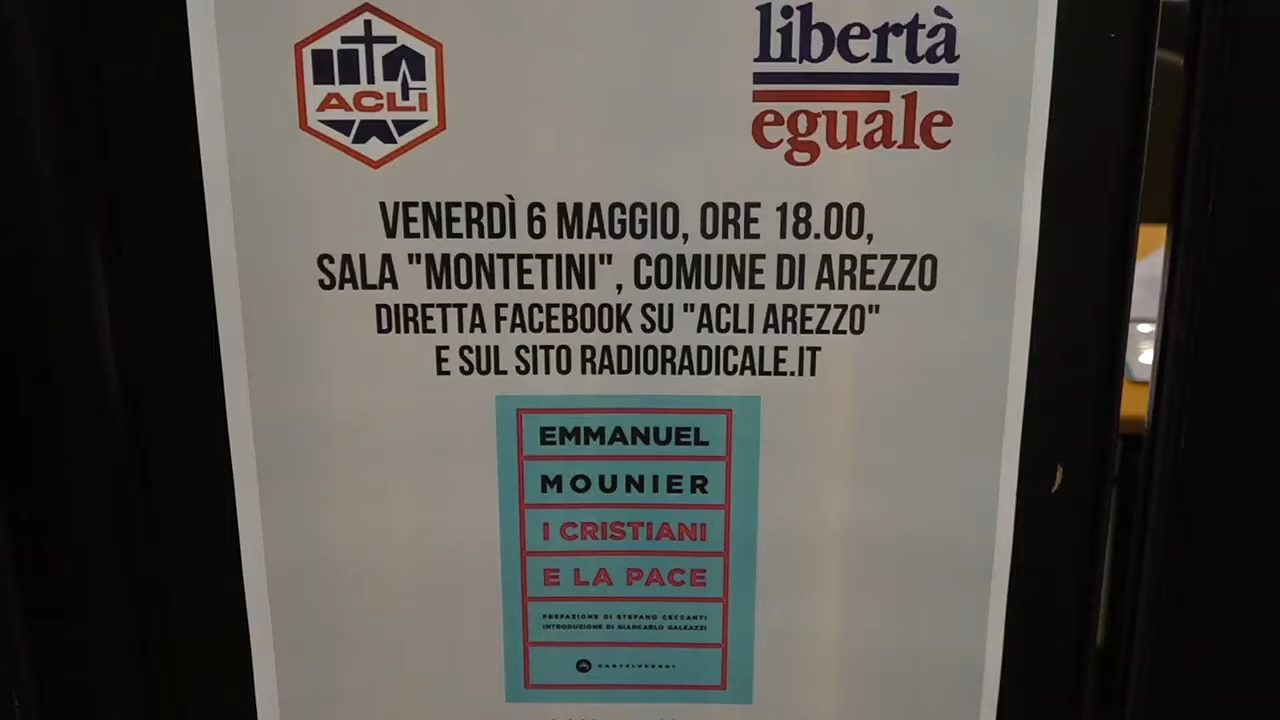 ACLI
libertà
eguale
VENERDÌ 6 MAGGIO, ORE 18.00,
SALA "MONTETINI", COMUNE DI AREZZO
DIRETTA FACEBOOK SU "ACLI AREZZO"
E SUL SITO RADIORADICALE.IT
EMMANUEL
MOUNIER
I CRISTIANI
E LA PACE
PREFAZIONE DI STEFANO CECCANTI
INTRODUZIONE DI GIANCARLO GALEAZZI
CASTELVECCHI